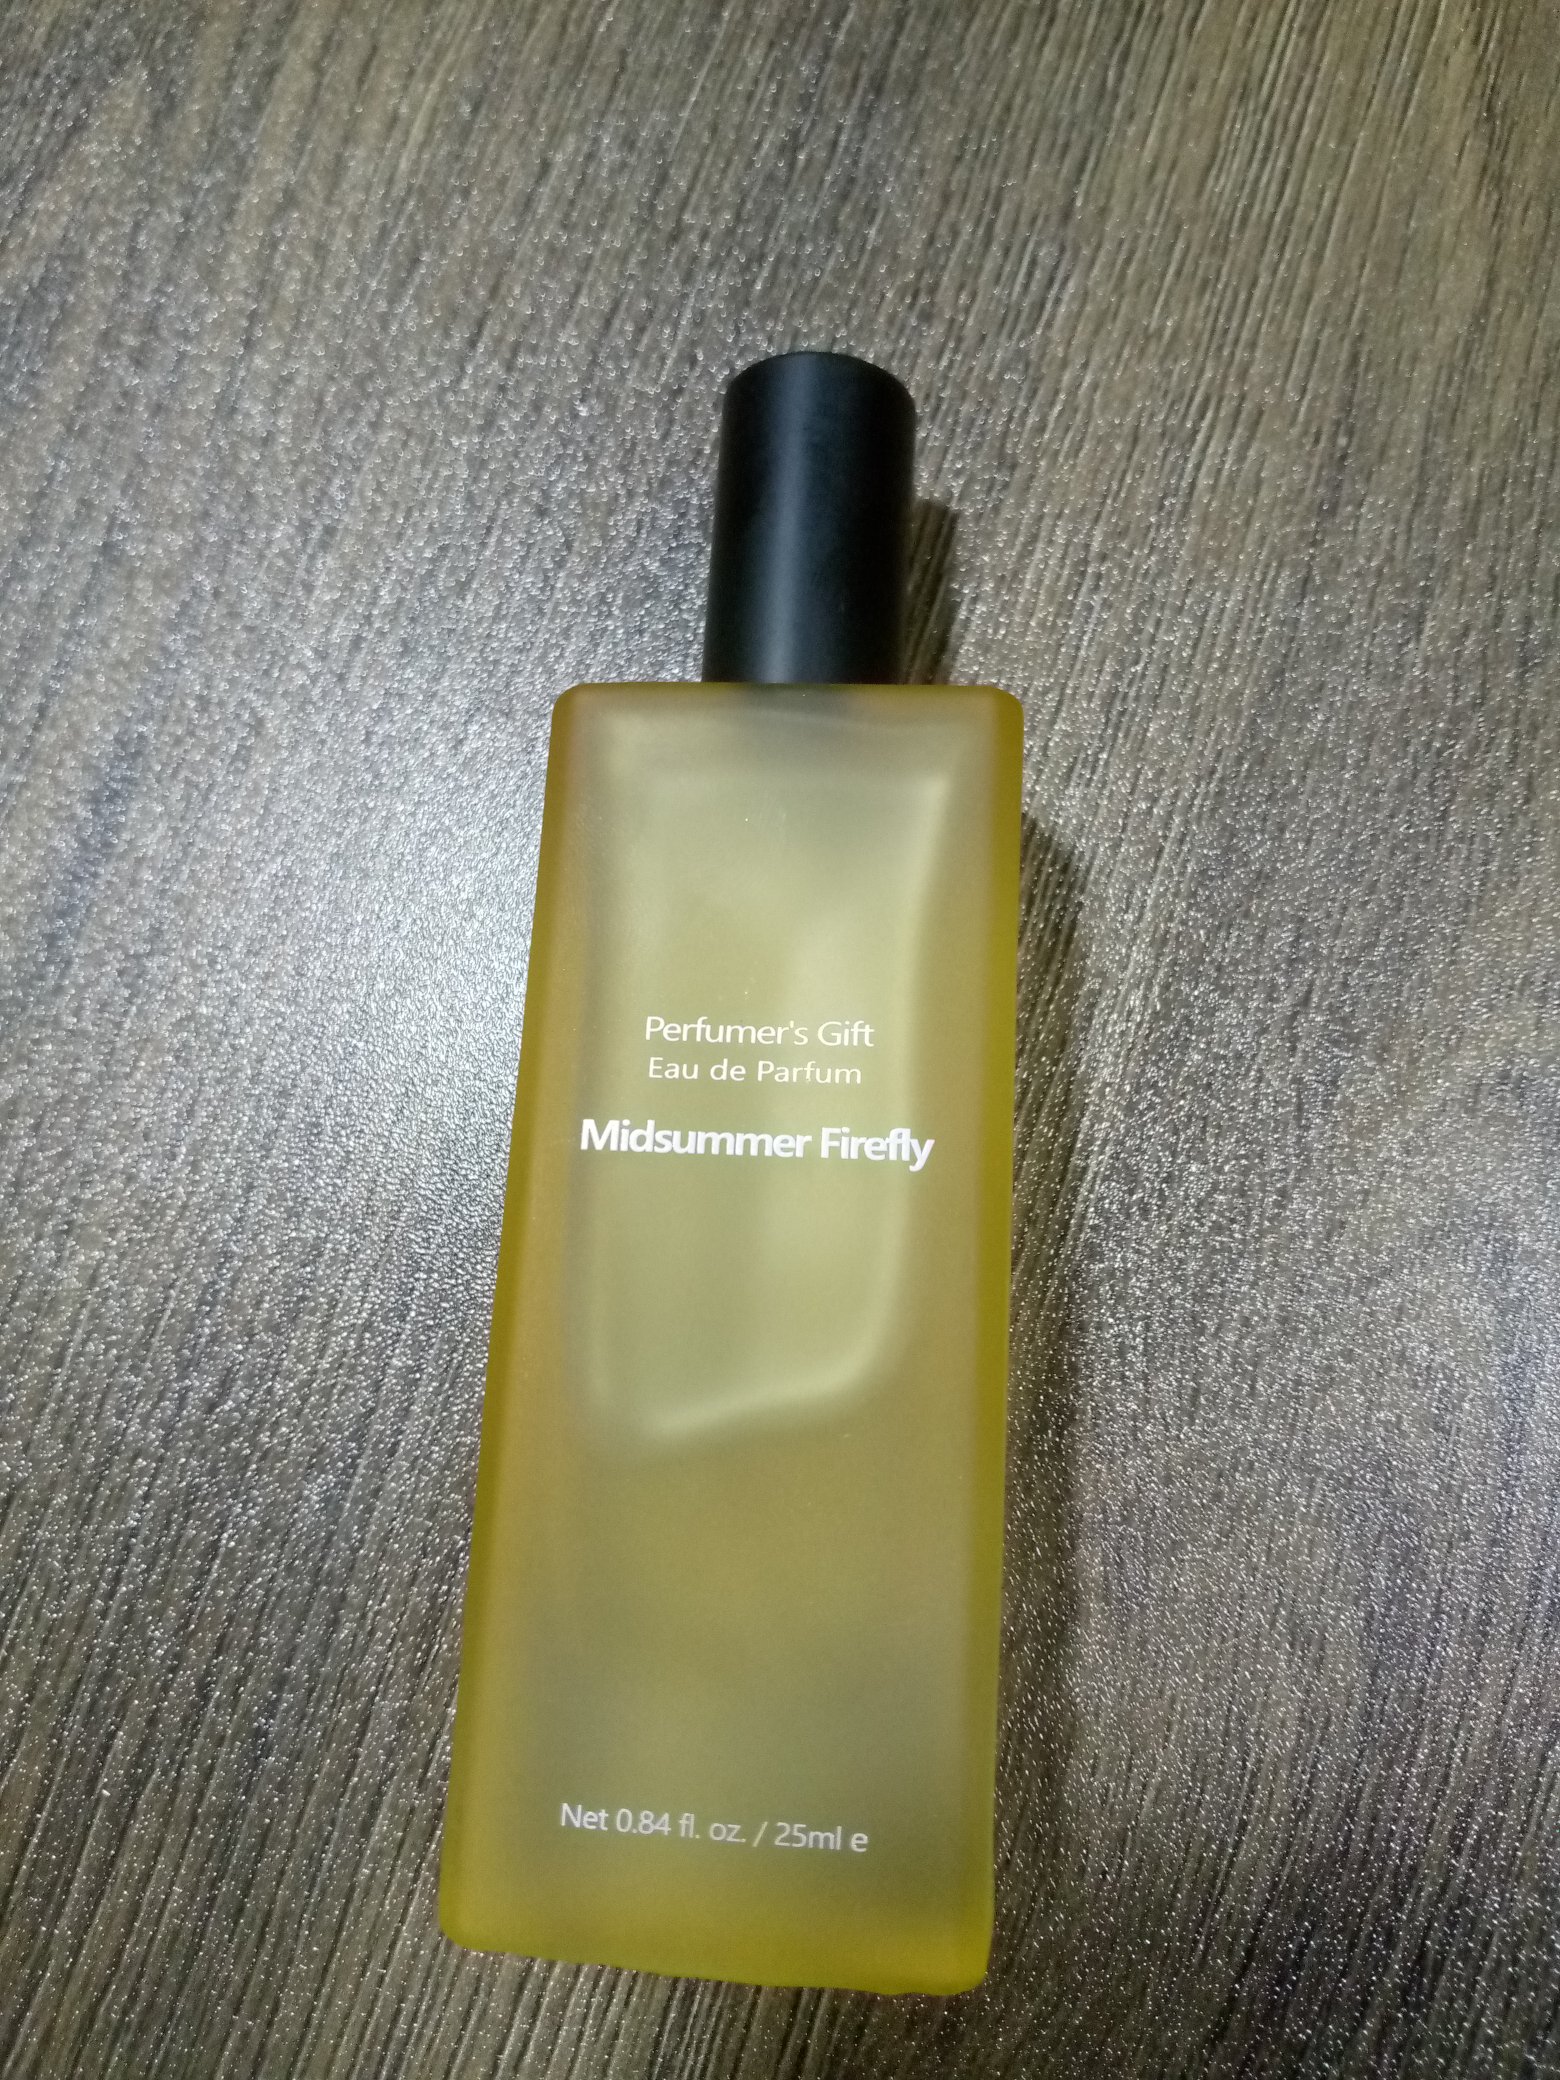 Perfumer's Gift
Eau de Parfum
Midsummer Firefly
Net 0.84 fl. oz. / 25ml e